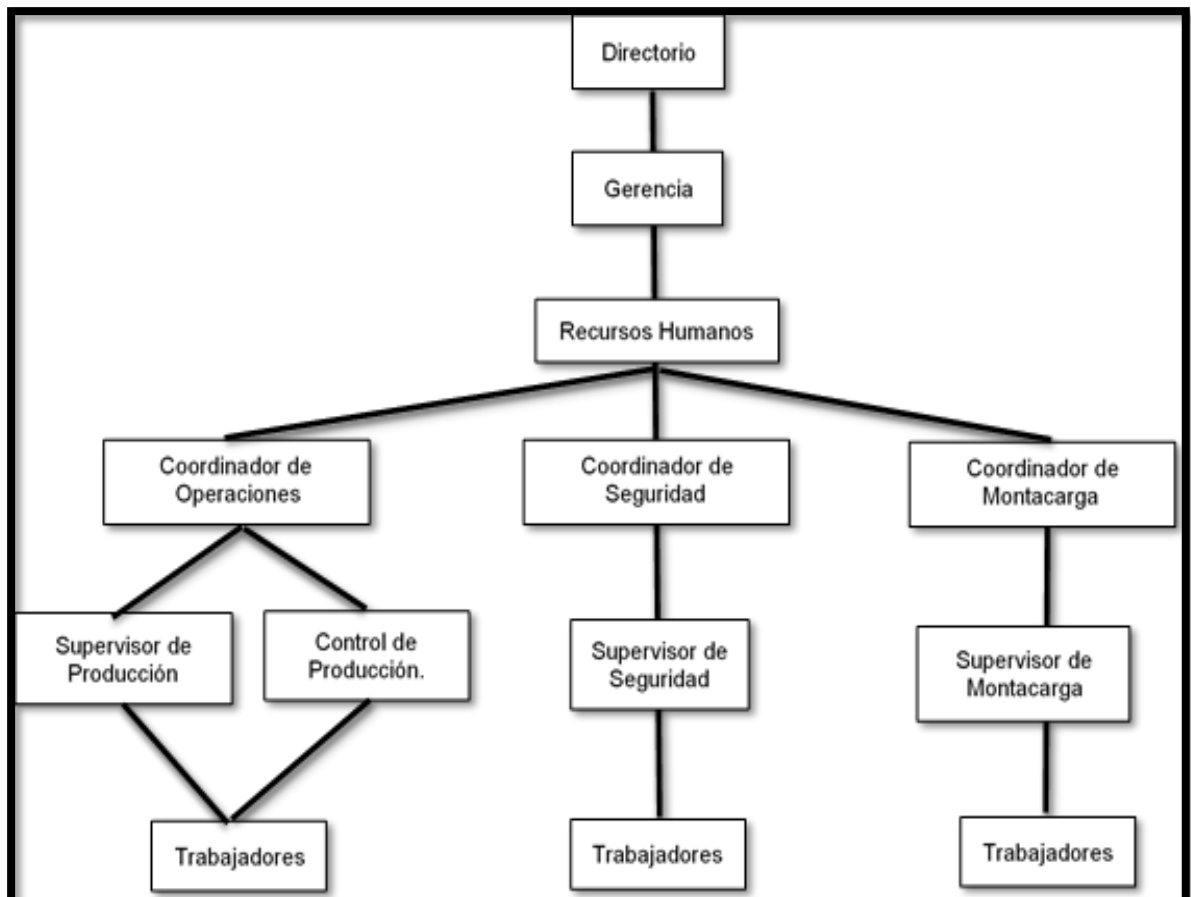 Directorio
Gerencia
Recursos Humanos
Coordinador de
Operaciones
Coordinador de
Seguridad
Coordinador de
Montacarga
Supervisor de
Producción
Control de
Producción.
Supervisor de
Seguridad
Supervisor de
Montacarga
Trabajadores
Trabajadores
Trabajadores